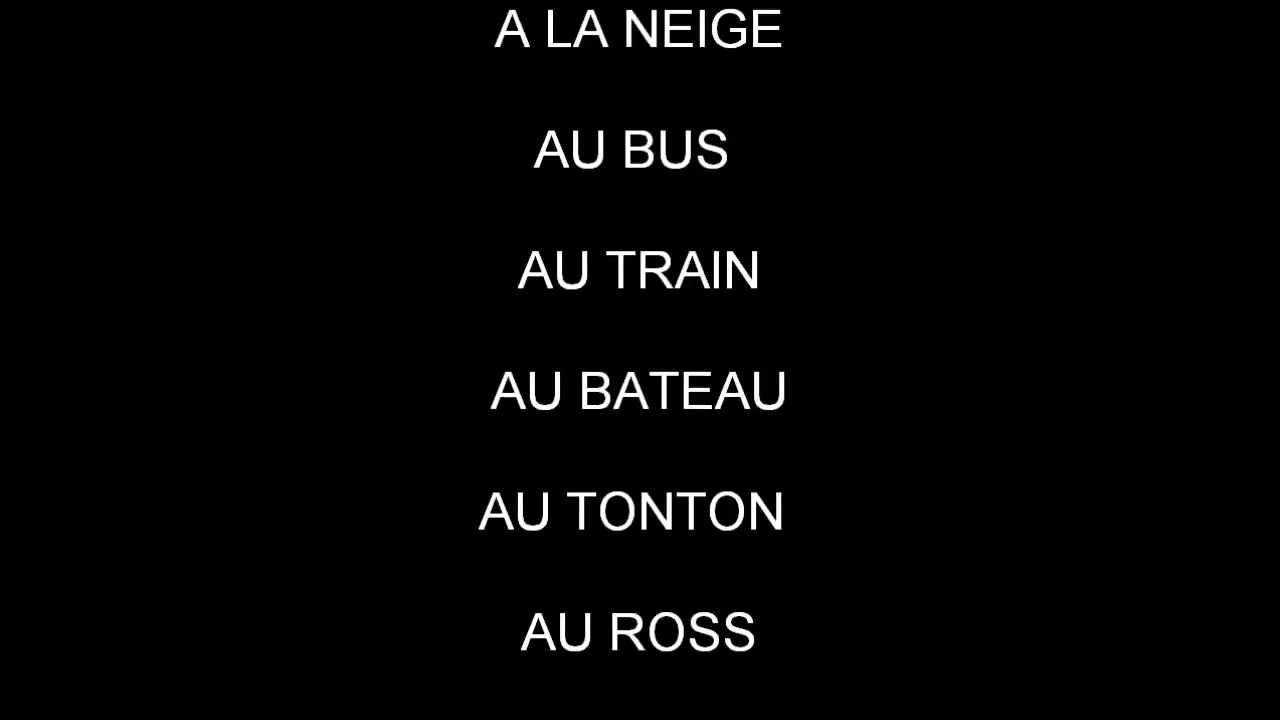 A LA NEIGE
AU BUS
AU TRAIN
AU BATEAU
AU TONTON
AU ROSS